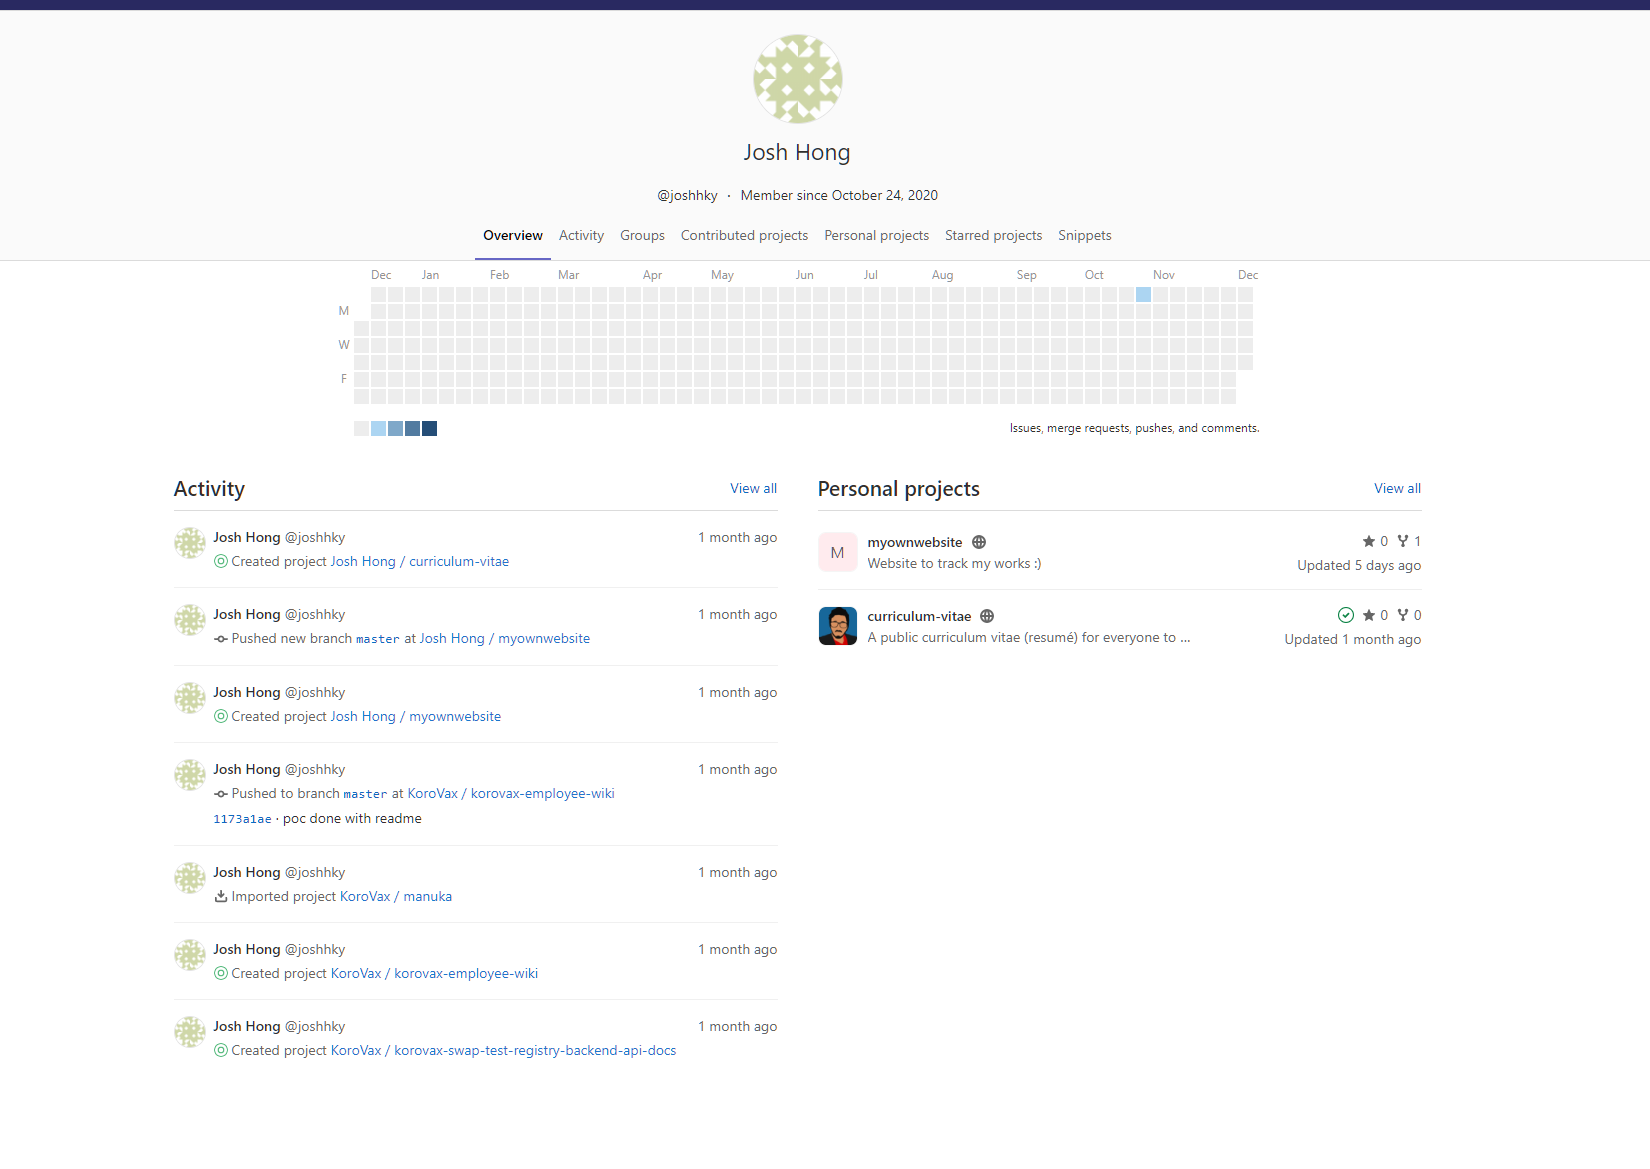 Josh Hong
@joshhky · Member since October 24, 2020
Overview Activity Groups Contributed projects Personal projects Starred projects Snippets
Dec Jan Feb Mar Apr May Jun Jul Aug Sep Oct Nov Dec
M
W
F
Issues, merge requests, pushes, and comments.
Activity View all
Josh Hong @joshhky 1 month ago
Created project Josh Hong / curriculum-vitae
Josh Hong @joshhky 1 month ago
Pushed new branch master at Josh Hong / myownwebsite
Josh Hong @joshhky 1 month ago
Created project Josh Hong / myownwebsite
Josh Hong @joshhky 1 month ago
Pushed to branch master at KoroVax / korovax-employee-wiki
1173a1ae · poc done with readme
Josh Hong @joshhky 1 month ago
Imported project KoroVax / manuka
Josh Hong @joshhky 1 month ago
Created project KoroVax / korovax-employee-wiki
Josh Hong @joshhky 1 month ago
Created project KoroVax / korovax-swap-test-registry-backend-api-docs
Personal projects View all
M
myownwebsite 0 1
Website to track my works :) Updated 5 days ago
curriculum-vitae 0 0
A public curriculum vitae (resumé) for everyone to ... Updated 1 month ago